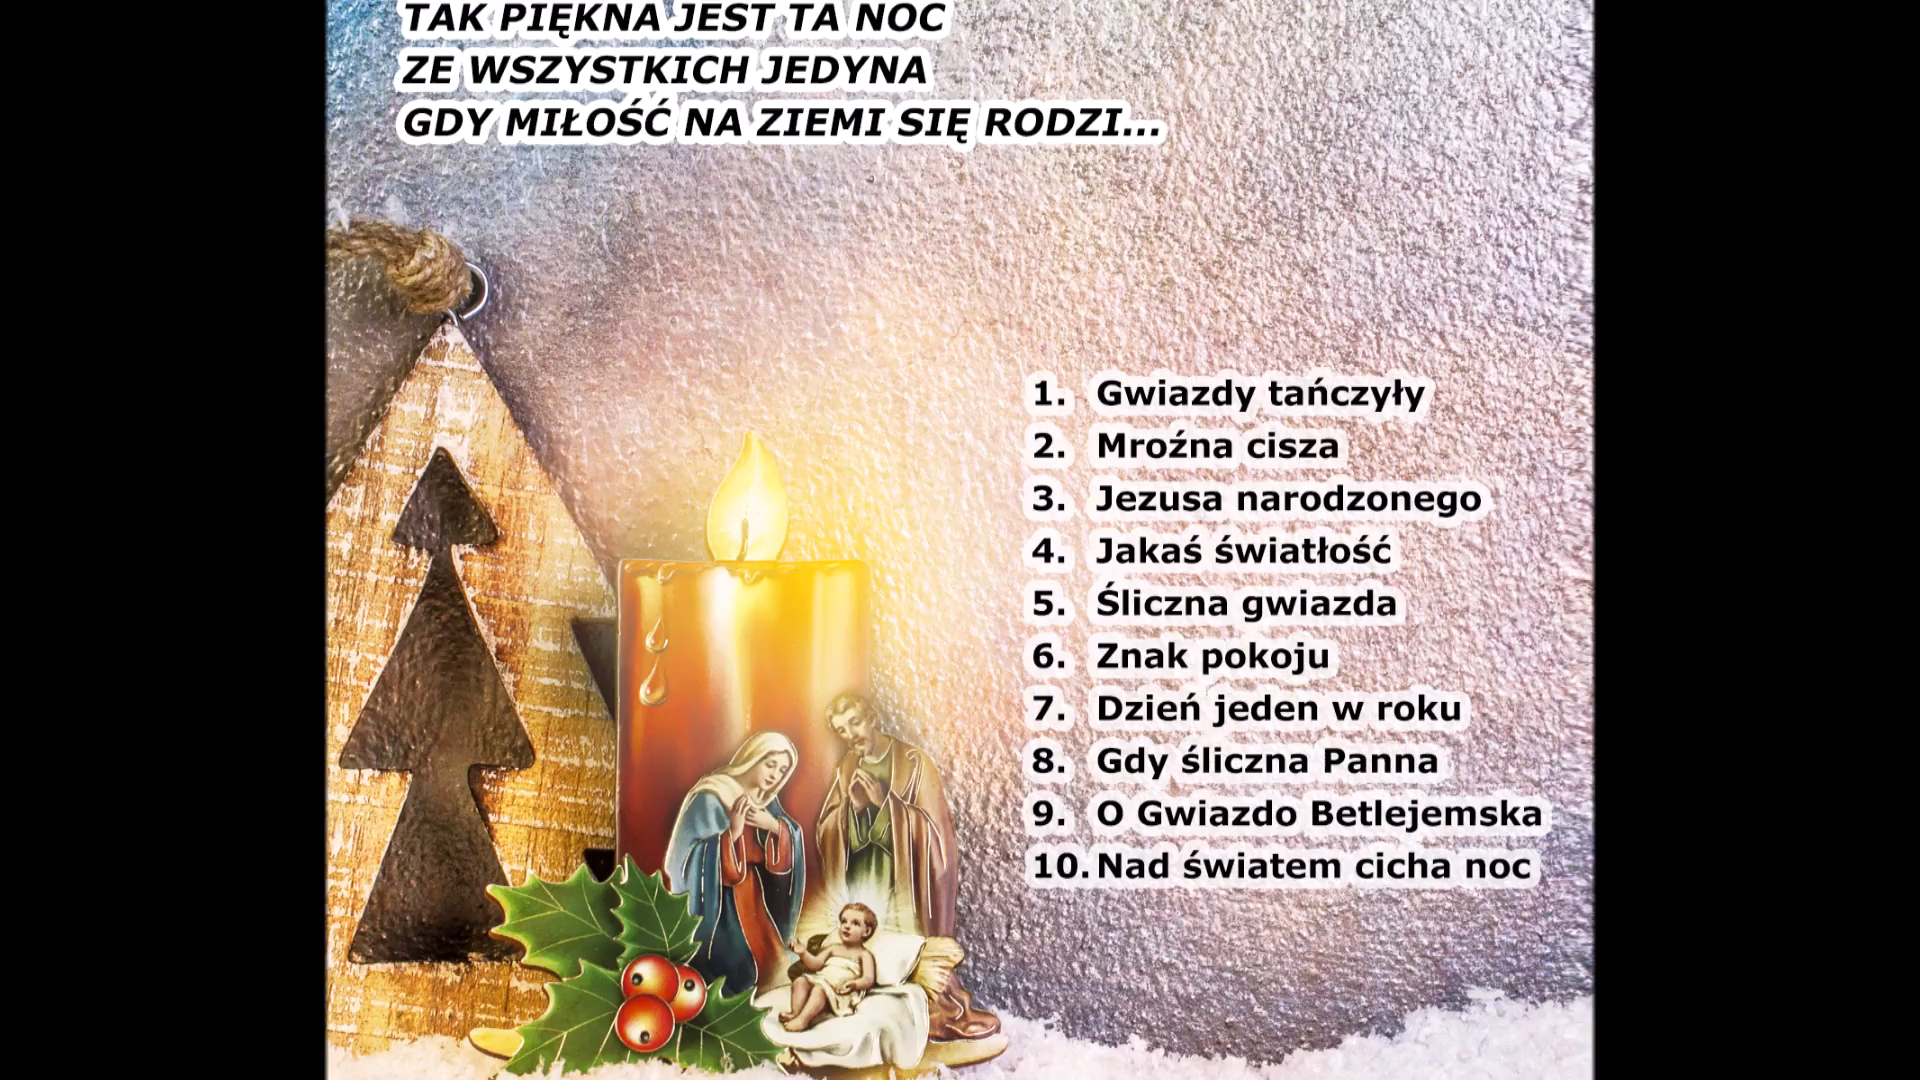 TAK PIĘKNA JEST TA NOC
ZE WSZYSTKICH JEDYNA
GDY MIŁOŚĆ NA ZIEMI SIĘ RODZI...
1. Gwiazdy tańczyły
2. Mroźna cisza
3. Jezusa narodzonego
4. Jakaś światłość
5. Śliczna gwiazda
6. Znak pokoju
7. Dzień jeden w roku
8. Gdy śliczna Panna
9. O Gwiazdo Betlejemska
10. Nad światem cicha noc